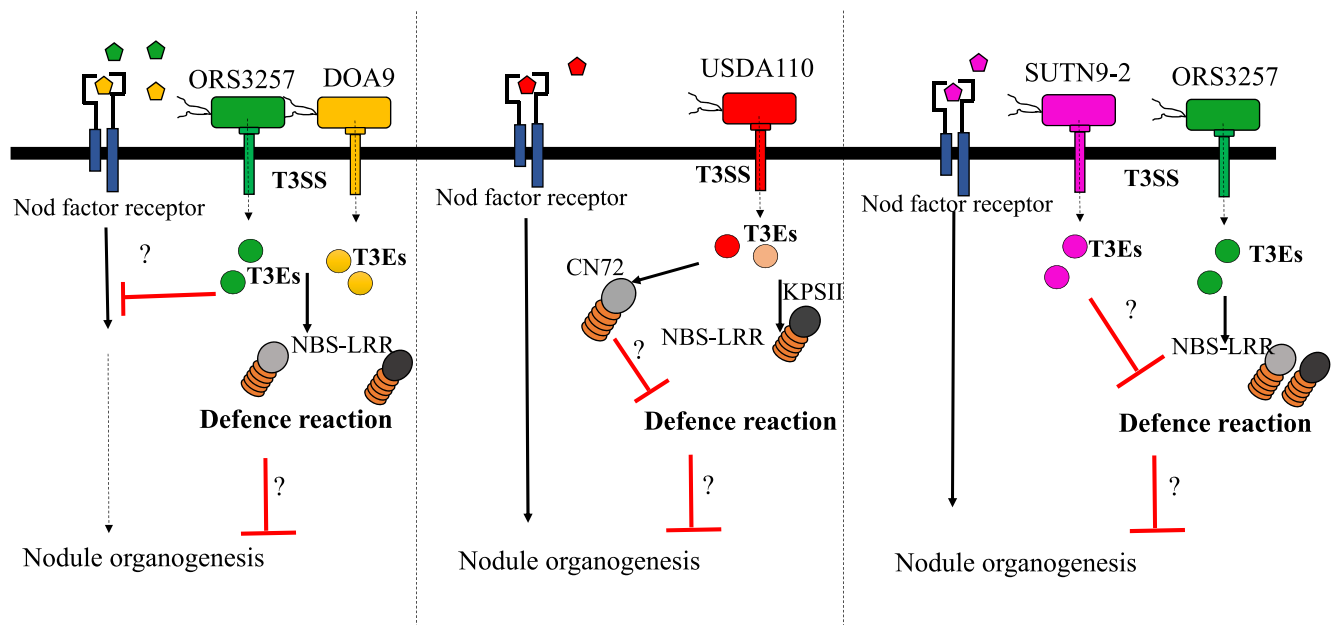 ORS3257
DOA9
T3SS
Nod factor receptor
?
T3Es
T3Es
NBS-LRR
Defence reaction
?
Nodule organogenesis
USDA110
T3SS
Nod factor receptor
T3Es
CN72
KPSII
NBS-LRR
?
Defence reaction
?
Nodule organogenesis
SUTN9-2
ORS3257
T3SS
Nod factor receptor
T3Es
T3Es
?
NBS-LRR
Defence reaction
?
Nodule organogenesis